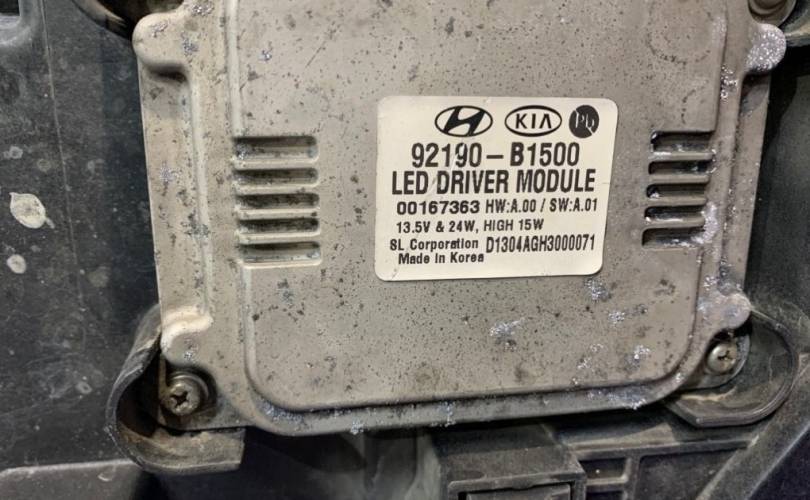 KIA Pb
92190-B1500
LED DRIVER MODULE
00167363 HW:A.00 / SW:A.01
13.5V & 24W, HIGH 15W
SL Corporation D1304AGH3000071
Made in Korea